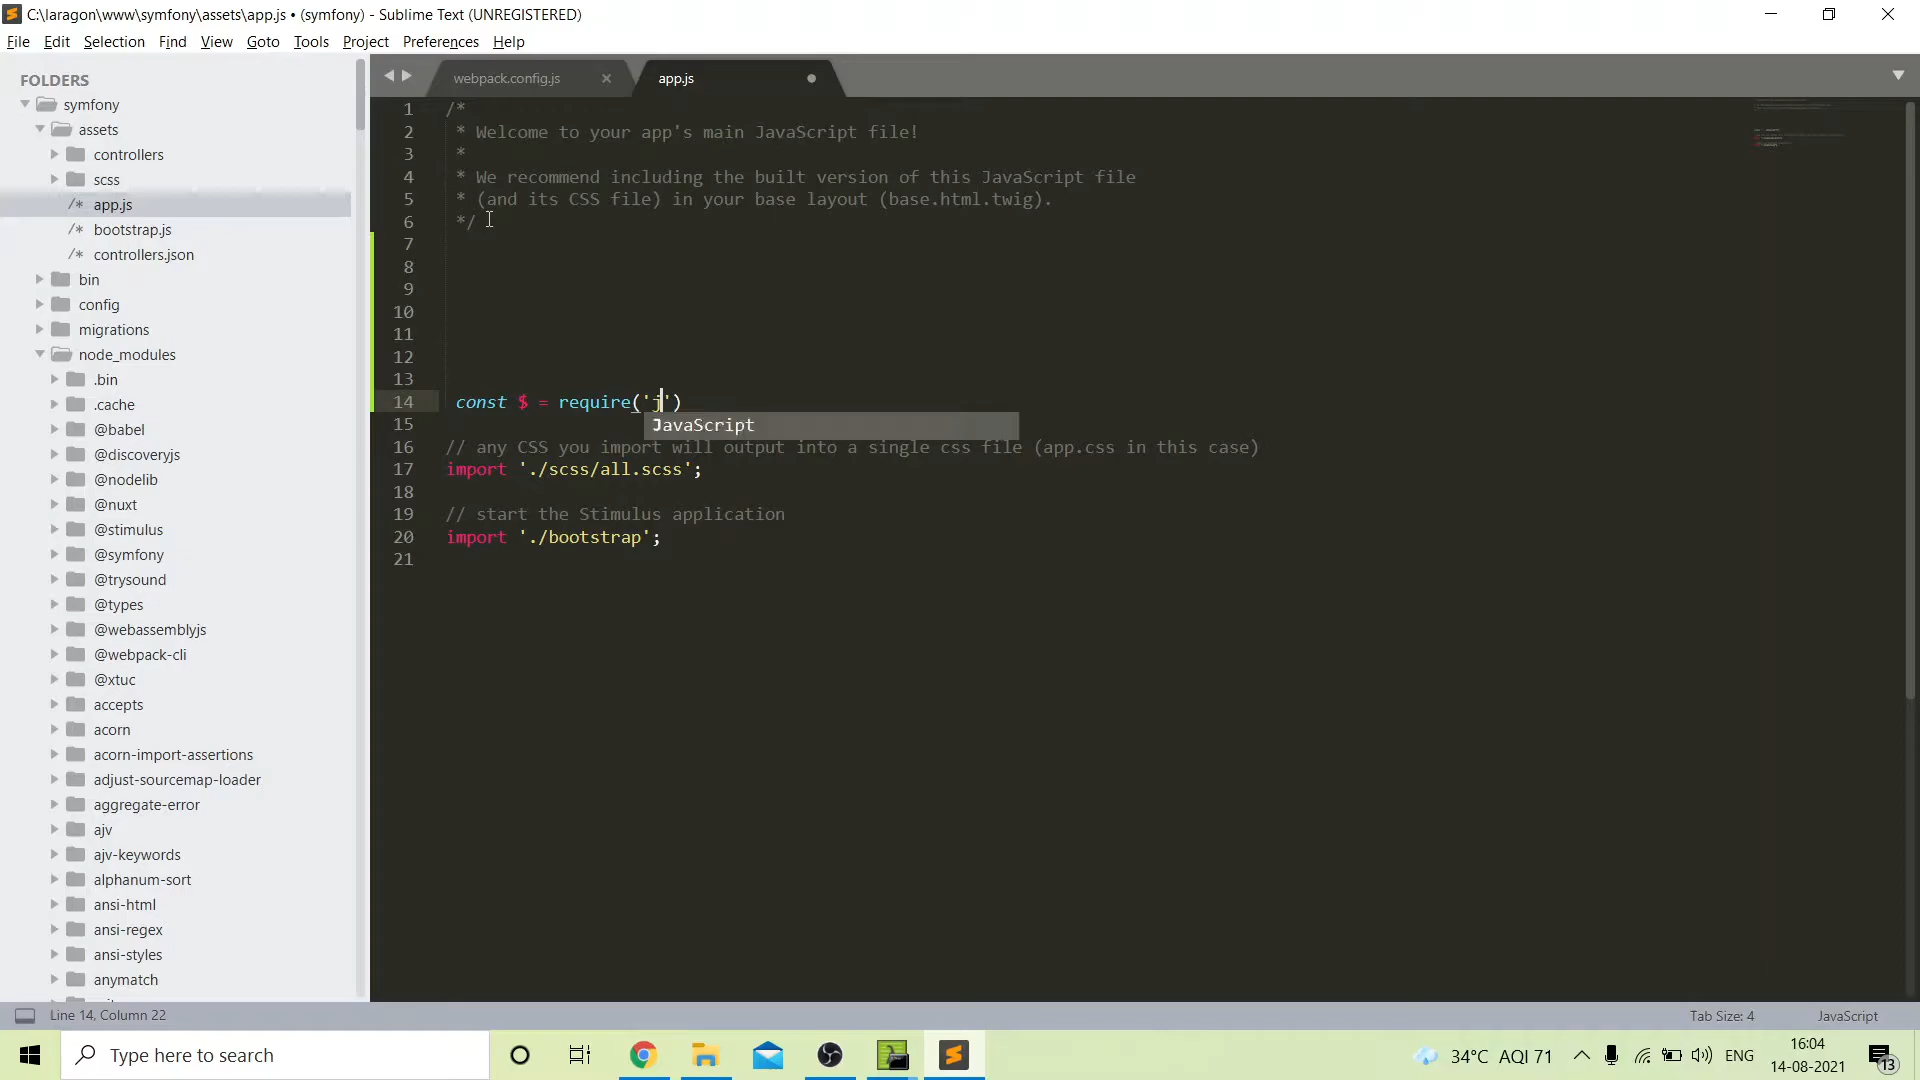 C:\laragon\www\symfony\assets\app.js • (symfony) - Sublime Text (UNREGISTERED)
File Edit Selection Find View Goto Tools Project Preferences Help
FOLDERS
symfony
assets
controllers
scss
/* app.js
/* bootstrap.js
/* controllers.json
bin
config
migrations
node_modules
.bin
.cache
@babel
@discoveryjs
@nodelib
@nuxt
@stimulus
@symfony
@trysound
@types
@webassemblyjs
@webpack-cli
@xtuc
accepts
acorn
acorn-import-assertions
adjust-sourcemap-loader
aggregate-error
ajv
ajv-keywords
alphanum-sort
ansi-html
ansi-regex
ansi-styles
anymatch
webpack.config.js app.js
1 /*
2 * Welcome to your app's main JavaScript file!
3 *
4 * We recommend including the built version of this JavaScript file
5 * (and its CSS file) in your base layout (base.html.twig).
6 */
7
8
9
10
11
12
13
14 const $ = require('j')
JavaScript
15
16 // any CSS you import will output into a single css file (app.css in this case)
17 import './scss/all.scss';
18
19 // start the Stimulus application
20 import './bootstrap';
21
Line 14, Column 22 Tab Size: 4 JavaScript
Type here to search
34°C AQI 71 ENG
16:04
14-08-2021
13